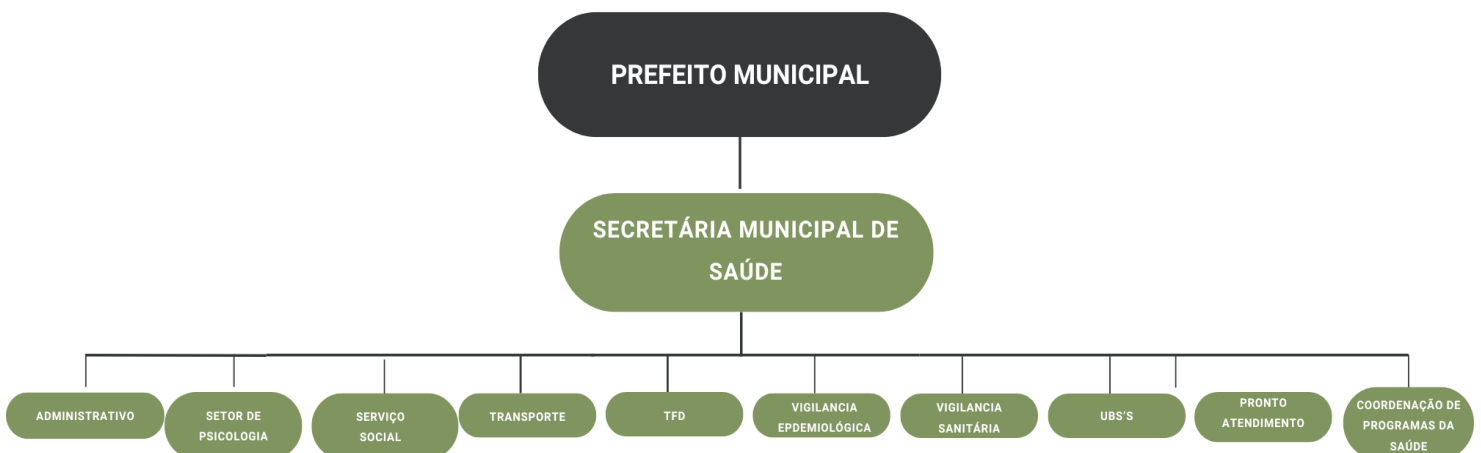 PREFEITO MUNICIPAL
SECRETÁRIA MUNICIPAL DE
SAÚDE
ADMINISTRATIVO
SETOR DE
PSICOLOGIA
SERVIÇO
SOCIAL
TRANSPORTE
TFD
VIGILANCIA
EPDEMIOLÓGICA
VIGILANCIA
SANITÁRIA
UBS'S
PRONTO
ATENDIMENTO
COORDENAÇÃO DE
PROGRAMAS DA
SAÚDE